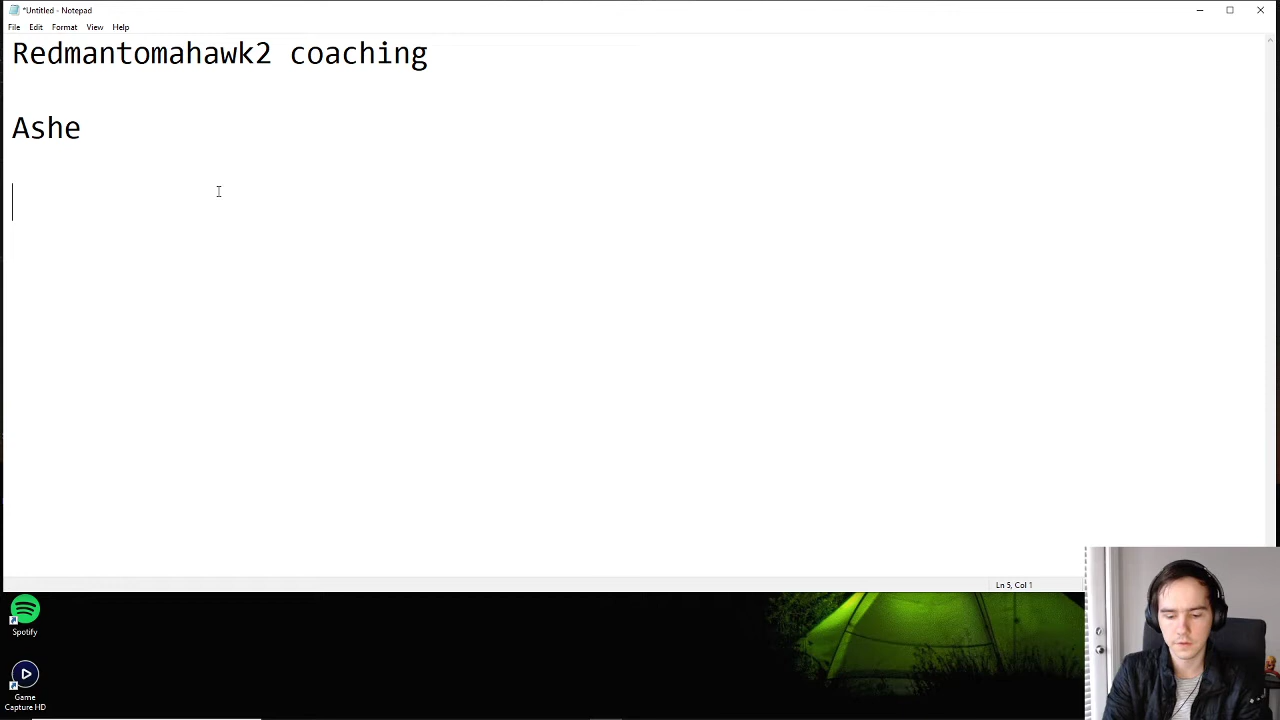 *Untitled - Notepad
File Edit Format View Help
Redmantomahawk2 coaching
Ashe
Ln 5, Col 1
Spotify
Game
Capture HD